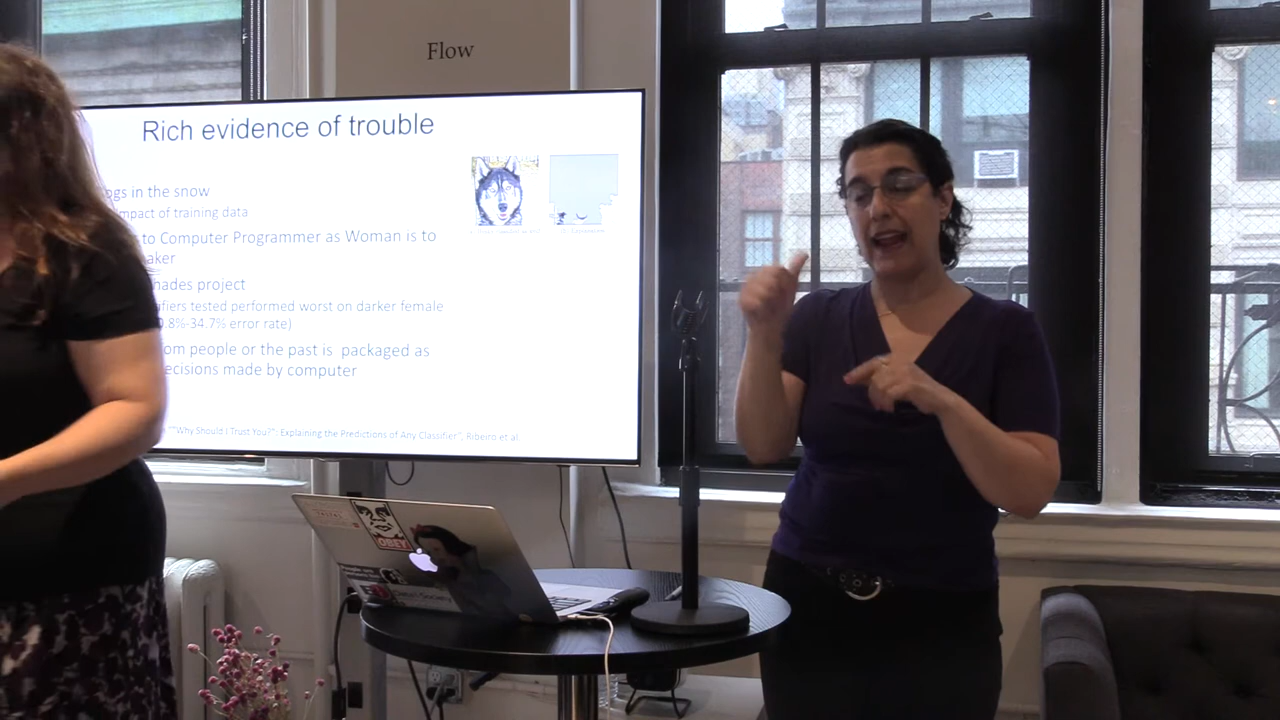 Flow
Rich evidence of trouble
ogs in the snow
impact of training data
to Computer Programmer as Woman is to
aker
hades project
fiers tested performed worst on darker female
0.8%-34.7% error rate)
om people or the past is packaged as
ecisions made by computer
""Why Should I Trust You?": Explaining the Predictions of Any Classifier", Ribeiro et al.
OBEY